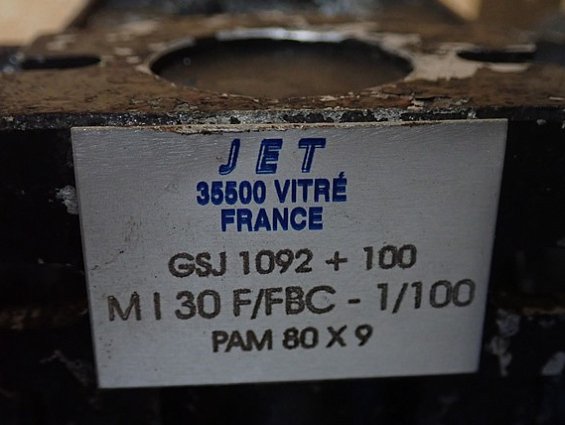 JET
35500 VITRÉ
FRANCE
GSJ 1092 + 100
M I 30 F/FBC - 1/100
PAM 80 X 9